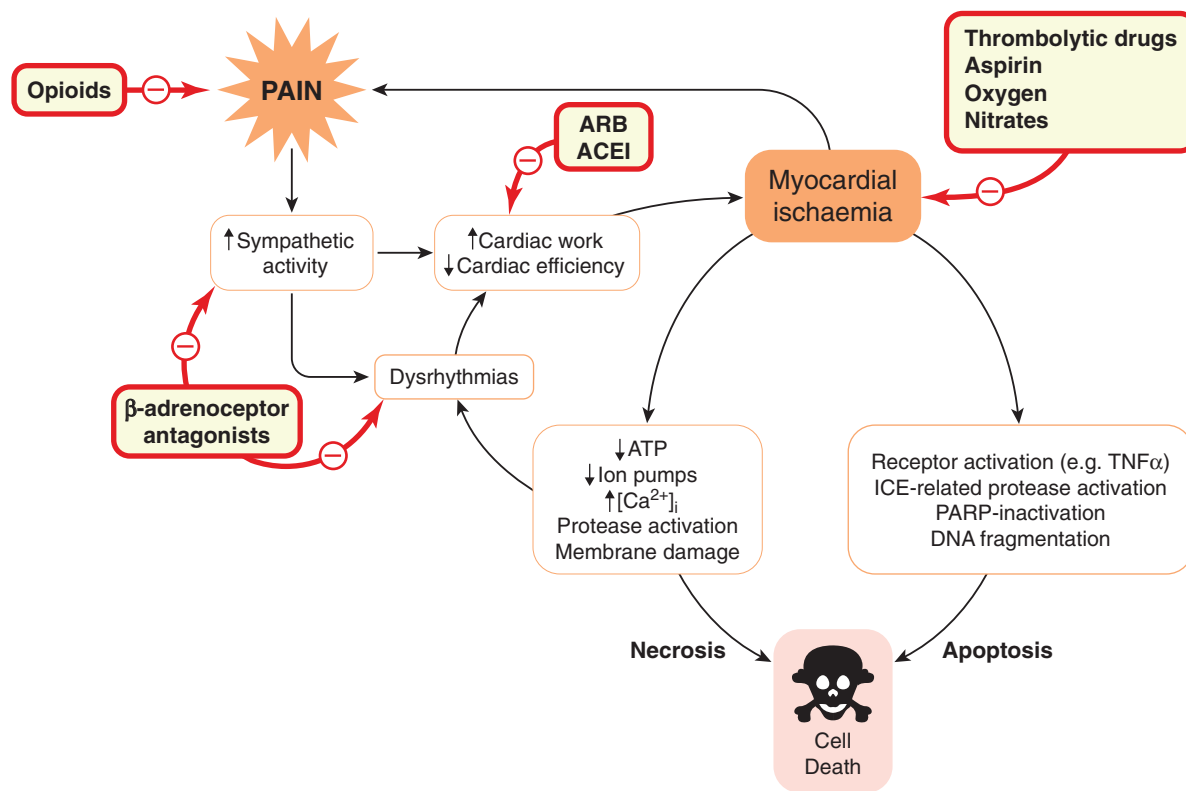 Thrombolytic drugs
Aspirin
Oxygen
Nitrates
Opioids
−
PAIN
ARB
ACEI
−
Myocardial
ischaemia
−
↑Sympathetic
activity
↑Cardiac work
↓Cardiac efficiency
−
Dysrhythmias
β-adrenoceptor
antagonists
−
↓ATP
↓Ion pumps
↑[Ca²⁺]ᵢ
Protease activation
Membrane damage
Receptor activation (e.g. TNFα)
ICE-related protease activation
PARP-inactivation
DNA fragmentation
Necrosis
Apoptosis
Cell
Death